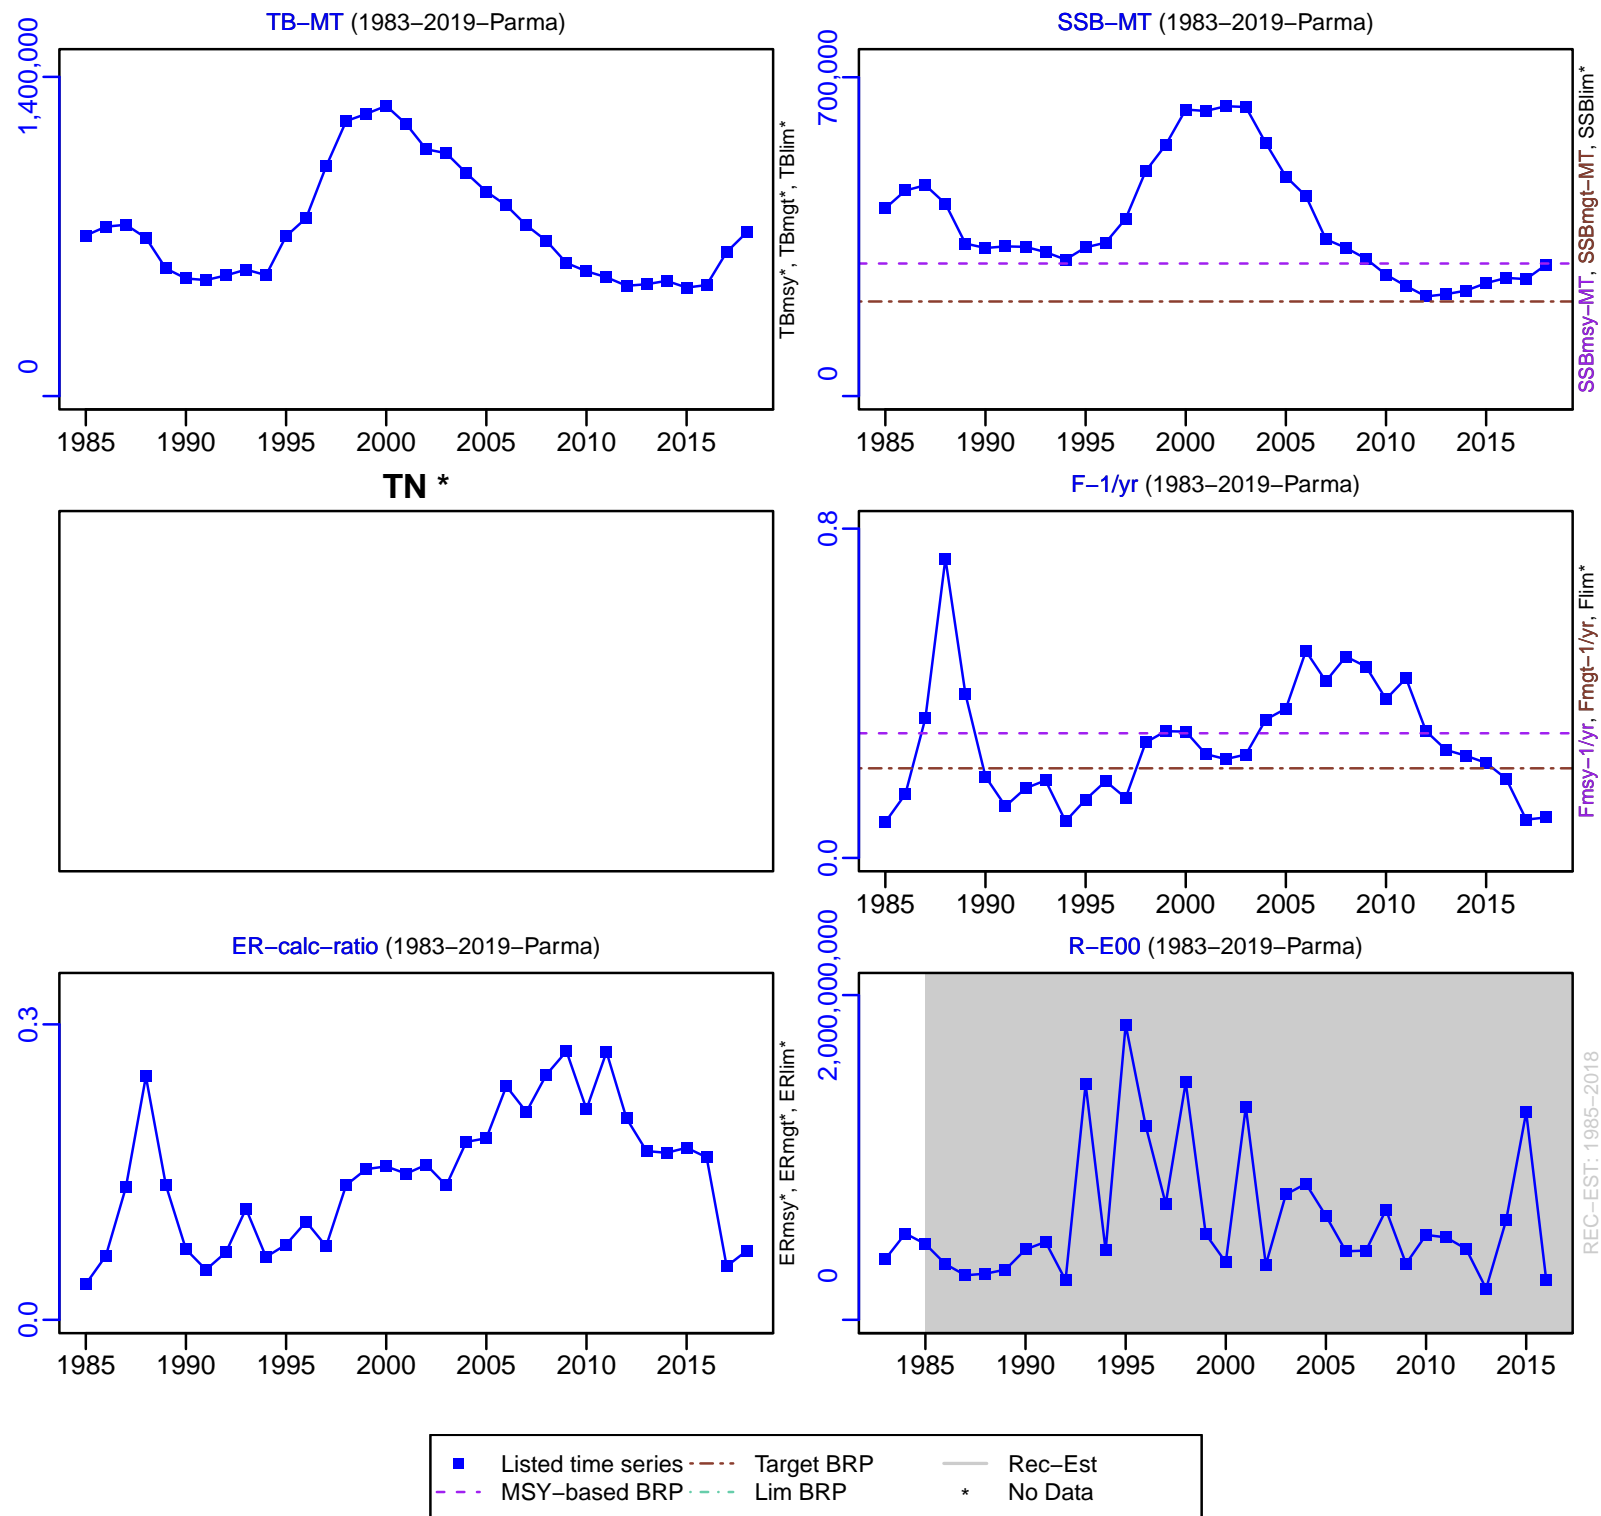 TB−MT (1983−2019−Parma)
1,400,000
0
TBmsy*, TBmgt*, TBlim*
1985 1990 1995 2000 2005 2010 2015
SSB−MT (1983−2019−Parma)
700,000
0
SSBmsy−MT, SSBmgt−MT, SSBlim*
1985 1990 1995 2000 2005 2010 2015
TN *
F−1/yr (1983−2019−Parma)
0.8
0.0
Fmsy−1/yr, Fmgt−1/yr, Flim*
1985 1990 1995 2000 2005 2010 2015
ER−calc−ratio (1983−2019−Parma)
0.3
0.0
ERmsy*, ERmgt*, ERlim*
1985 1990 1995 2000 2005 2010 2015
R−E00 (1983−2019−Parma)
2,000,000,000
0
REC−EST: 1985−2018
1985 1990 1995 2000 2005 2010 2015
Listed time series Target BRP Rec−Est
MSY−based BRP Lim BRP * No Data